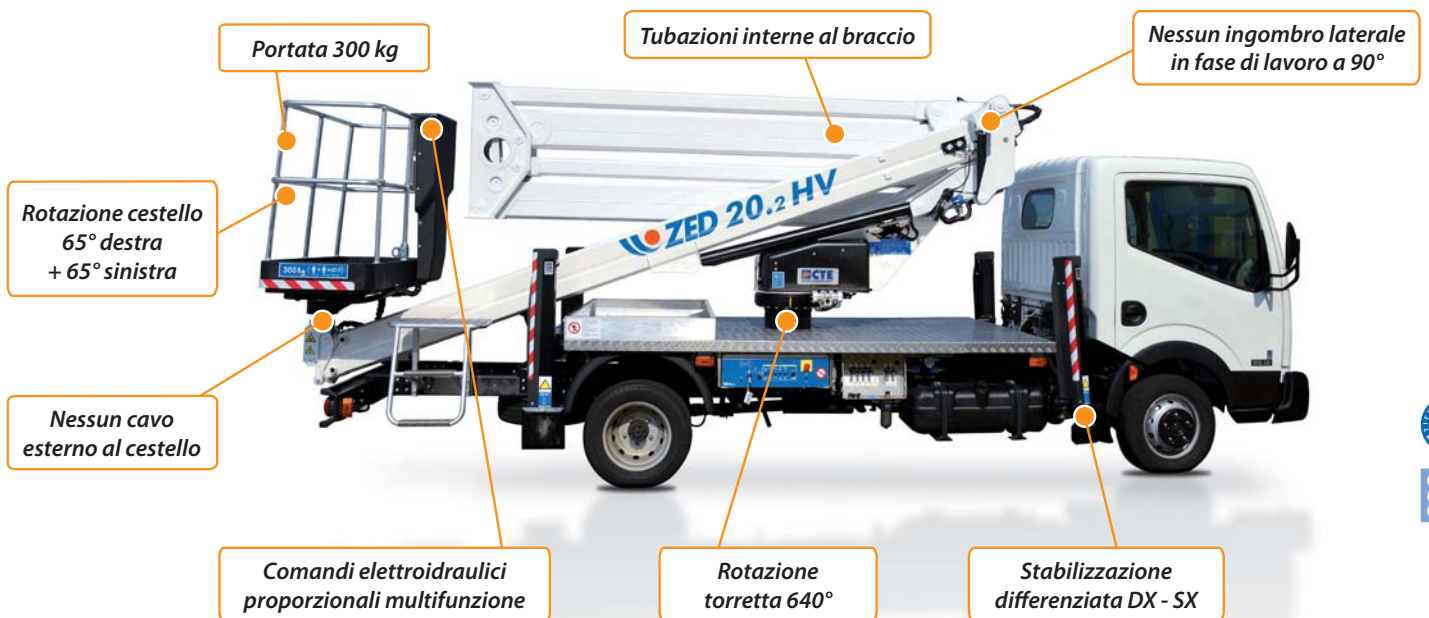 Portata 300 kg
Tubazioni interne al braccio
Nessun ingombro laterale
in fase di lavoro a 90°
Rotazione cestello
65° destra
+ 65° sinistra
ZED 20.2 HV
300kg
CTE
Nessun cavo
esterno al cestello
Comandi elettroidraulici
proporzionali multifunzione
Rotazione
torretta 640°
Stabilizzazione
differenziata DX - SX